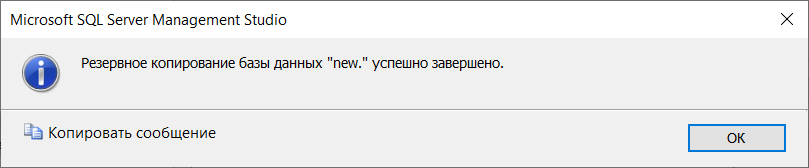 Microsoft SQL Server Management Studio
Резервное копирование базы данных "new." успешно завершено.
Копировать сообщение
OK